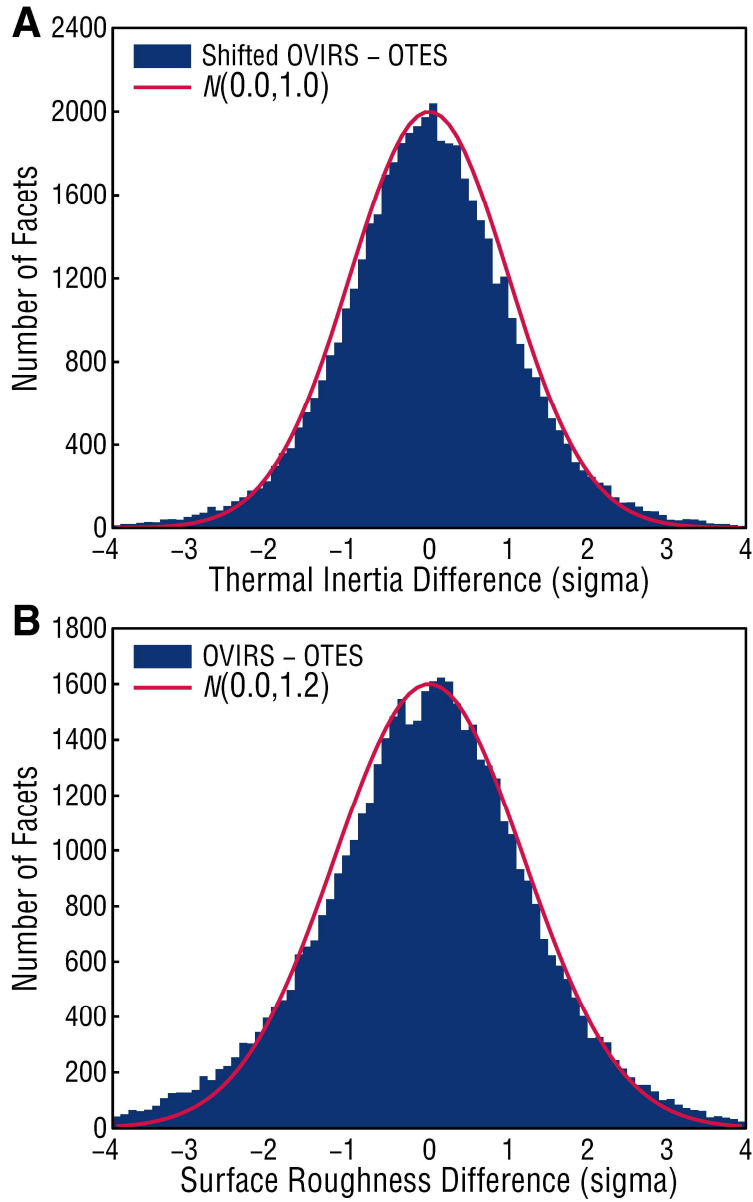 A
2400
2000
1600
1200
800
400
0
Number of Facets
Shifted OVIRS – OTES
N(0.0,1.0)
−4 −3 −2 −1 0 1 2 3 4
Thermal Inertia Difference (sigma)
B
1800
1600
1400
1200
1000
800
600
400
200
0
Number of Facets
OVIRS – OTES
N(0.0,1.2)
−4 −3 −2 −1 0 1 2 3 4
Surface Roughness Difference (sigma)